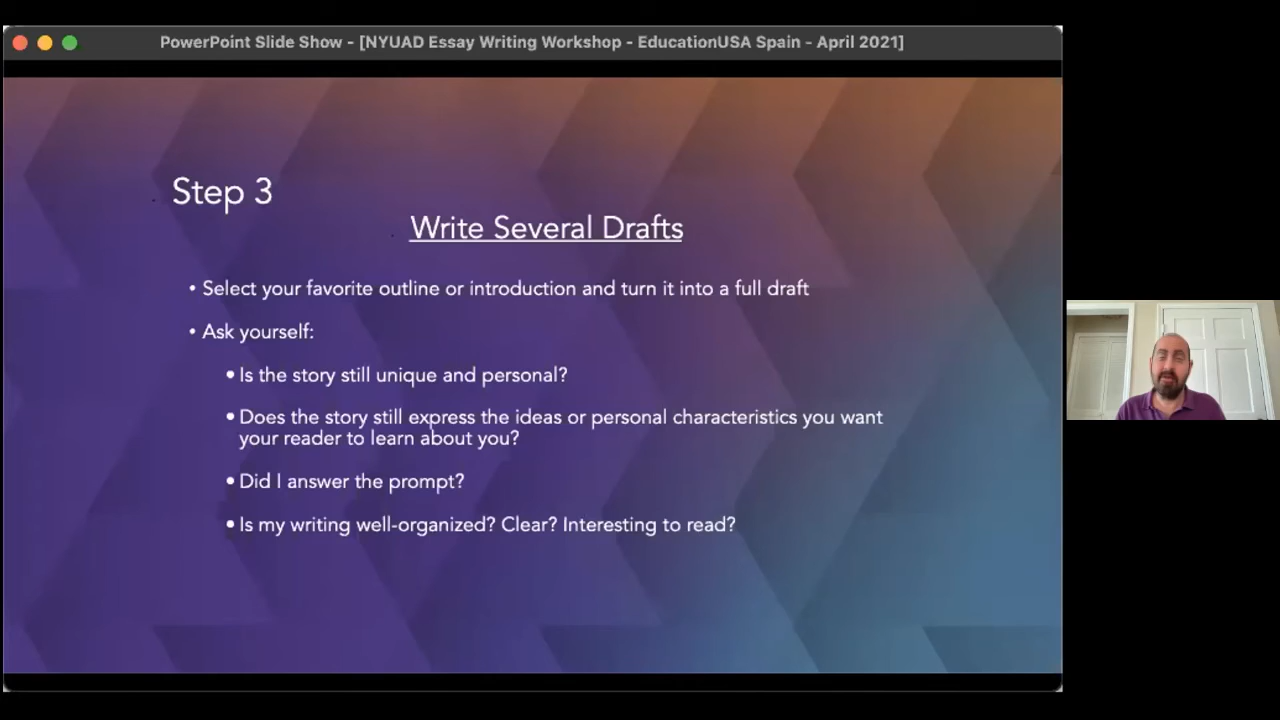 PowerPoint Slide Show - [NYUAD Essay Writing Workshop - EducationUSA Spain - April 2021]
Step 3
Write Several Drafts
• Select your favorite outline or introduction and turn it into a full draft
• Ask yourself:
• Is the story still unique and personal?
• Does the story still express the ideas or personal characteristics you want
your reader to learn about you?
• Did I answer the prompt?
• Is my writing well-organized? Clear? Interesting to read?